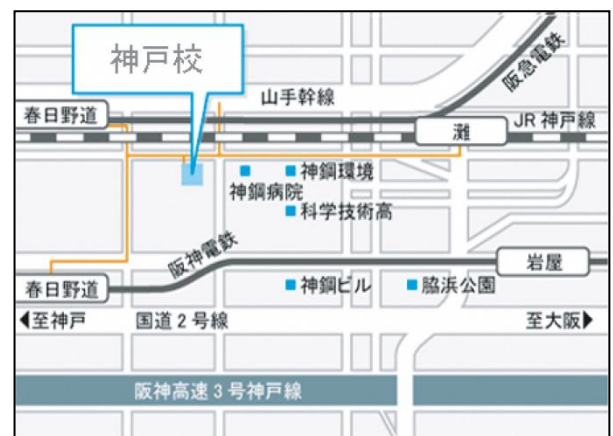 神戸校
阪急電鉄
山手幹線
春日野道
灘
JR 神戸線
神鋼環境
神鋼病院
科学技術高
阪神電鉄
岩屋
春日野道
神鋼ビル
脇浜公園
◀至神戸
国道2号線
至大阪▶
阪神高速3号神戸線